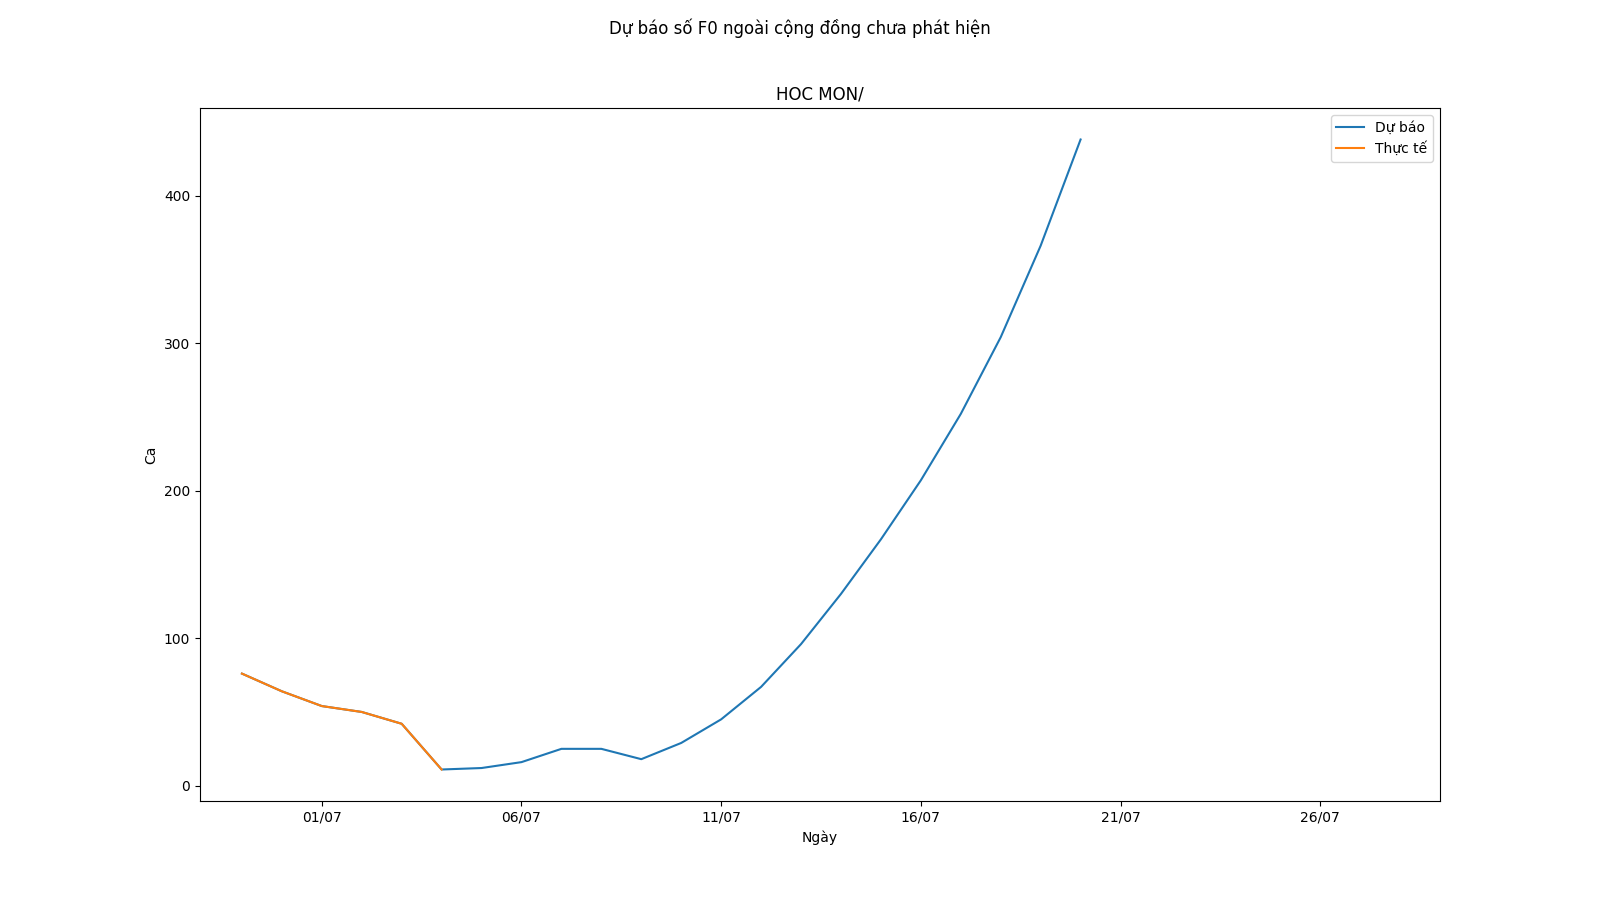 Dự báo số F0 ngoài cộng đồng chưa phát hiện
HOC MON/
Dự báo
Thực tế
400
300
200
100
0
Ca
01/07 06/07 11/07 16/07 21/07 26/07
Ngày